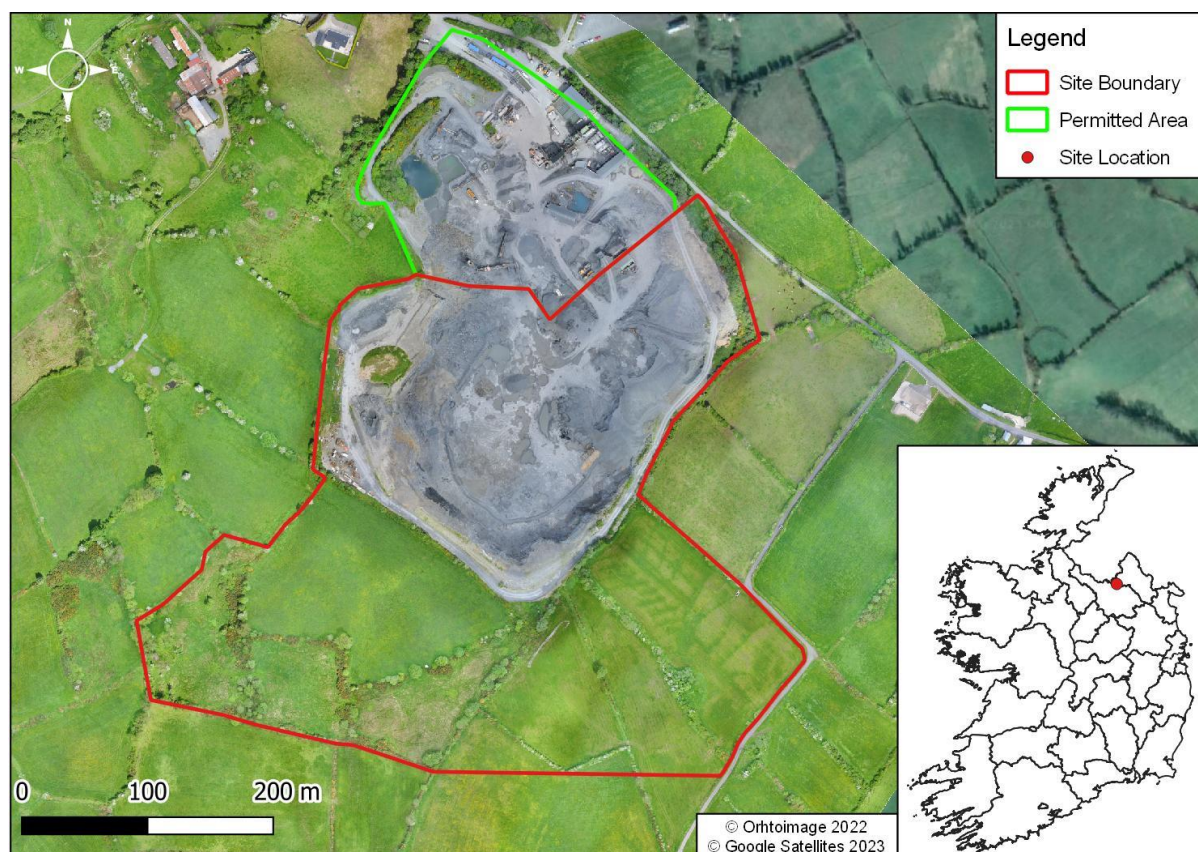 N
W
E
S
Legend
Site Boundary
Permitted Area
Site Location
0 100 200 m
© Orhtoimage 2022
© Google Satellites 2023